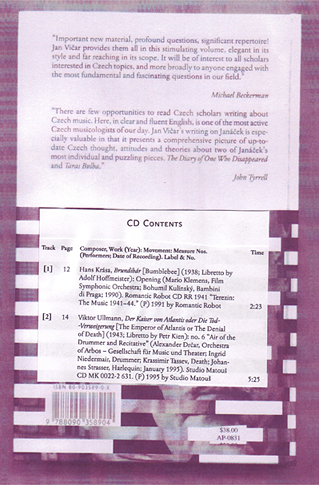 "Important new material, profound questions, significant repertoire!
Jan Vičar provides them all in this stimulating volume, elegant in its
style and far reaching in its scope. It will be of interest to all scholars
interested in Czech topics, and more broadly to anyone engaged with
the most fundamental and fascinating questions in our field."
Michael Beckerman
"There are few opportunities to read Czech scholars writing about
Czech music. Here, in clear and fluent English, is one of the most active
Czech musicologists of our day. Jan Vičar's writing on Janáček is espe-
cially valuable in that it presents a comprehensive picture of up-to-
date Czech thought, attitudes and theories about two of Janáček's
most individual and puzzling pieces, The Diary of One Who Disappeared
and Taras Bulba."
John Tyrrell
CD CONTENTS
Track Page Composer, Work (Year): Movement: Measure Nos. Time
(Performers; Date of Recording). Label & No.
[1] 12 Hans Krása, Brundibár [Bumblebee] (1938; Libretto by
Adolf Hoffmeister); Opening (Mario Klemens, Film
Symphonic Orchestra; Bohumil Kulínský, Bambini
di Praga; 1990). Romantic Robot CD RR 1941 "Terezín:
The Music 1941–44." (P) 1991 by Romantic Robot 2:23
[2] 14 Viktor Ullmann, Der Kaiser von Atlantis oder Die Tod-
Verweigerung [The Emperor of Atlantis or The Denial
of Death] (1943; Libretto by Petr Kien): no. 6 "Air of the
Drummer and Recitative" (Alexander Drčar, Orchestra
of Arbos – Gesellschaft für Music und Theater; Ingrid
Niedermair, Drummer; Krassimir Tassev, Death; Johan-
nes Strasser, Harlequin; January 1995). Studio Matouš
CD MK 0022-2 631. (P) 1995 by Studio Matouš 5:25
ISBN 80-903589-0-X
9 788090 358904
$38.00
AP-0831